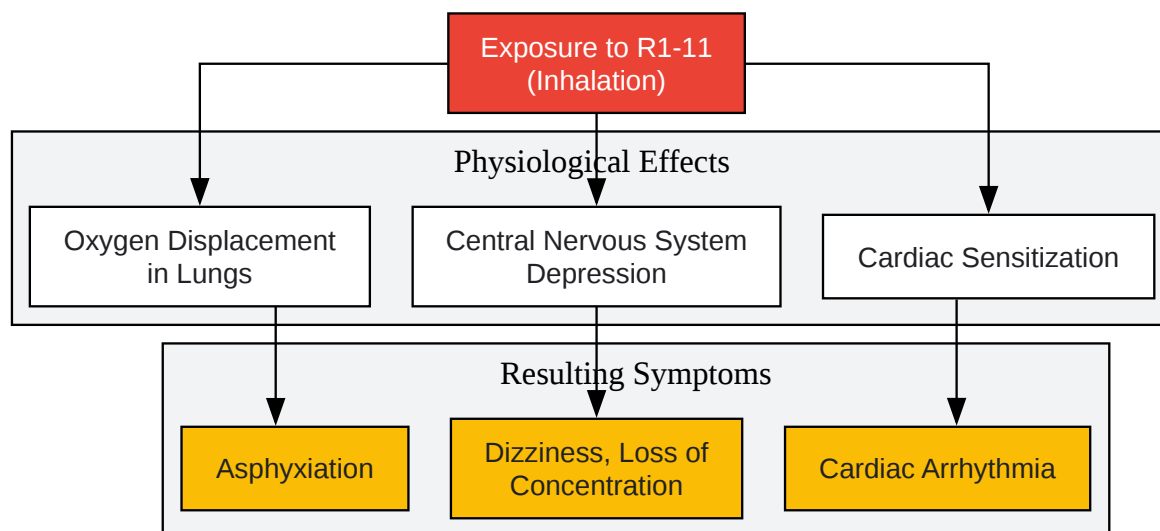 Exposure to R1-11
(Inhalation)
Physiological Effects
Oxygen Displacement
in Lungs
Central Nervous System
Depression
Cardiac Sensitization
Resulting Symptoms
Asphyxiation
Dizziness, Loss of
Concentration
Cardiac Arrhythmia